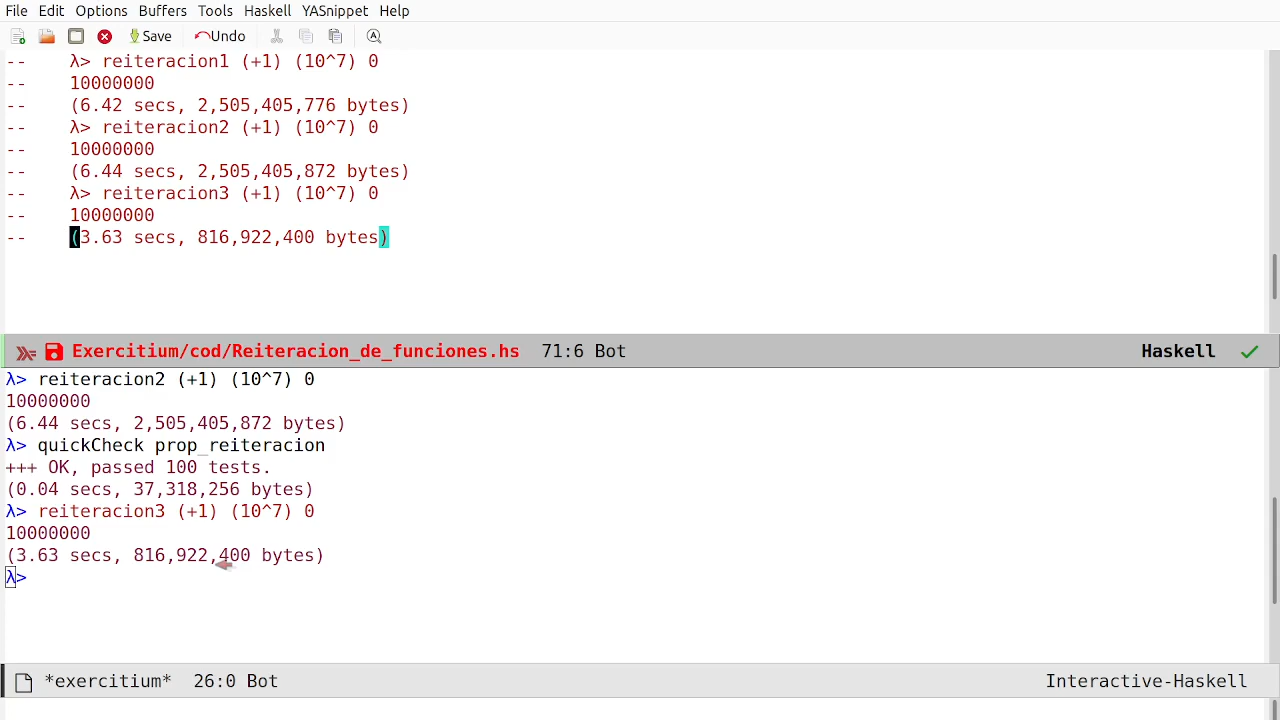 File Edit Options Buffers Tools Haskell YASnippet Help
Save Undo
--    λ> reiteracion1 (+1) (10^7) 0
--    10000000
--    (6.42 secs, 2,505,405,776 bytes)
--    λ> reiteracion2 (+1) (10^7) 0
--    10000000
--    (6.44 secs, 2,505,405,872 bytes)
--    λ> reiteracion3 (+1) (10^7) 0
--    10000000
--    (3.63 secs, 816,922,400 bytes)
Exercitium/cod/Reiteracion_de_funciones.hs 71:6 Bot Haskell
λ> reiteracion2 (+1) (10^7) 0
10000000
(6.44 secs, 2,505,405,872 bytes)
λ> quickCheck prop_reiteracion
+++ OK, passed 100 tests.
(0.04 secs, 37,318,256 bytes)
λ> reiteracion3 (+1) (10^7) 0
10000000
(3.63 secs, 816,922,400 bytes)
λ>
*exercitium* 26:0 Bot Interactive-Haskell